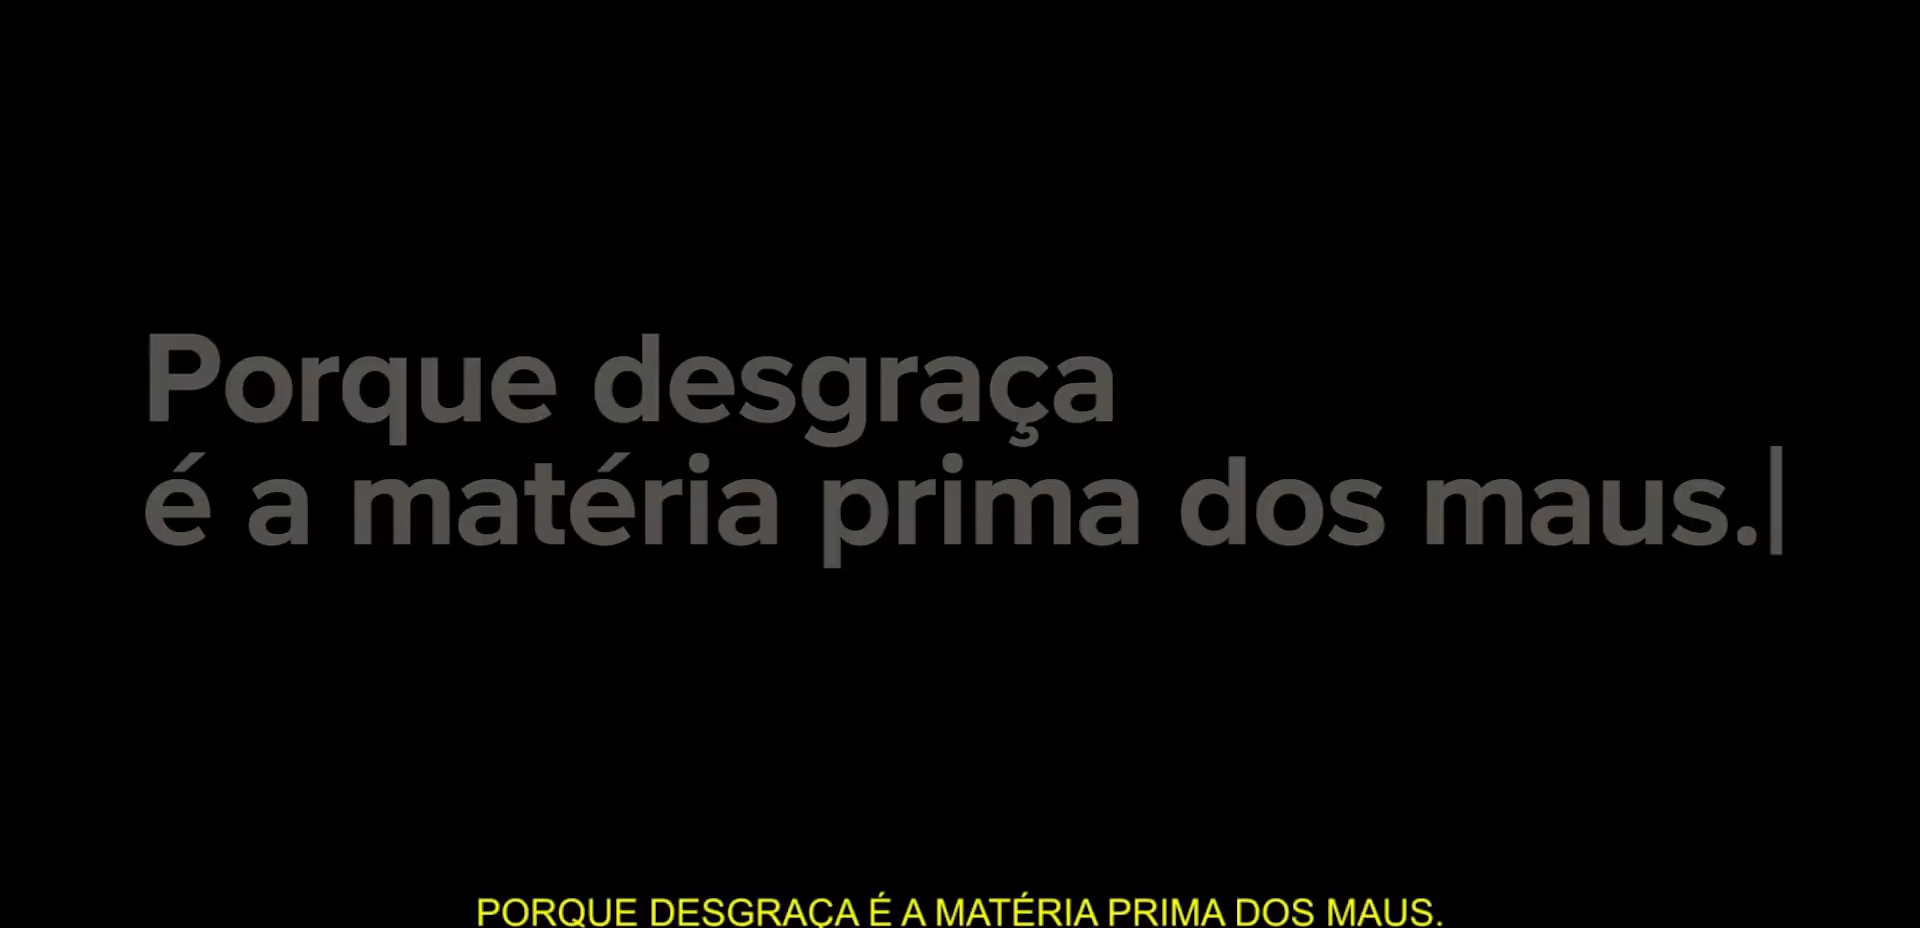 Porque desgraça
é a matéria prima dos maus.
PORQUE DESGRAÇA É A MATÉRIA PRIMA DOS MAUS.